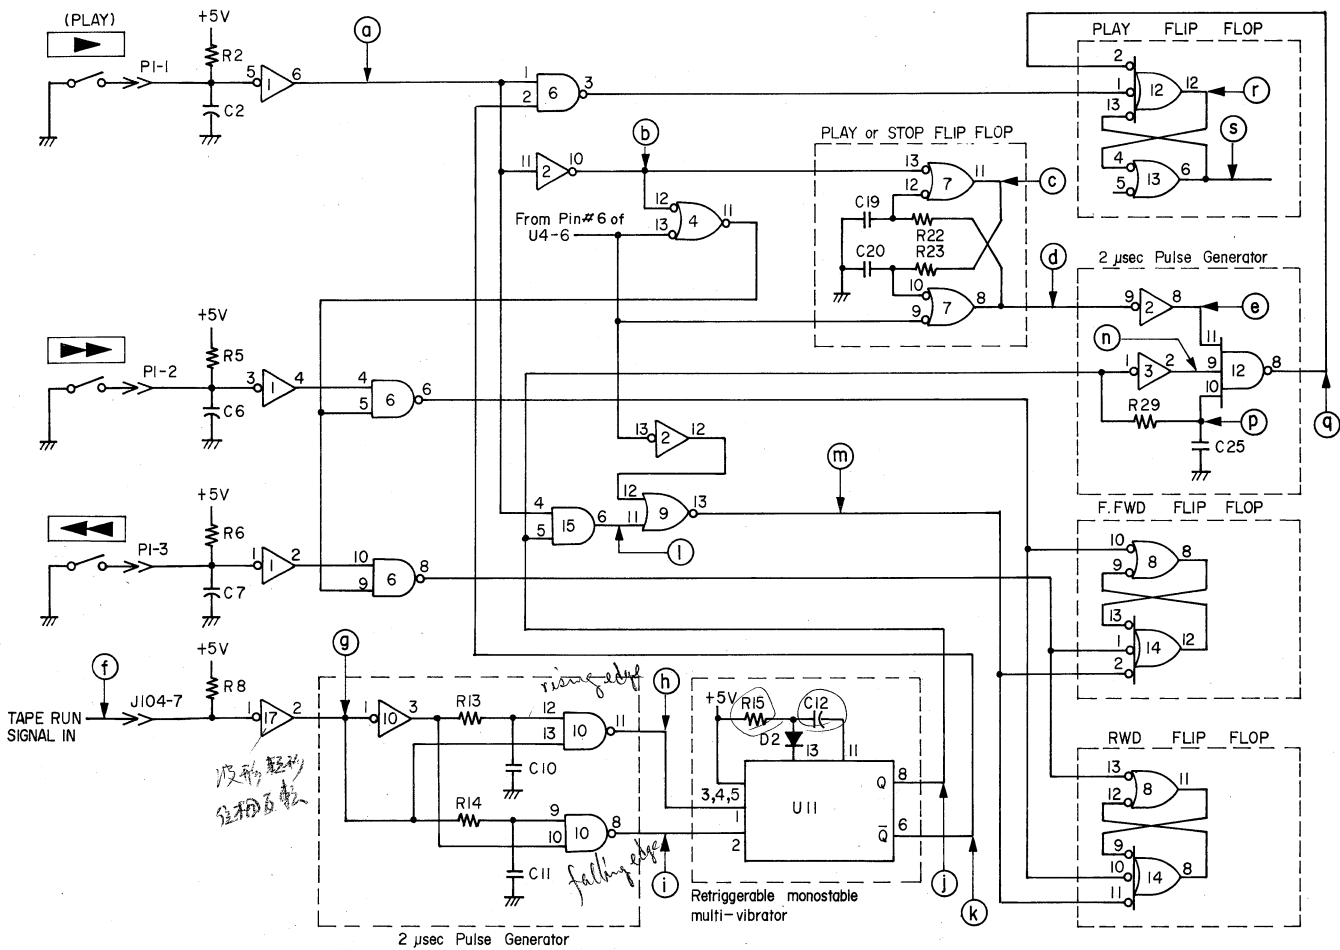 (PLAY)
+5V
R2
P1-1
5
1
6
C2
a
1
2
6
3
PLAY FLIP FLOP
2
1
13
12
12
r
s
4
5
13
6
11
2
10
b
12
13
4
11
From Pin#6 of
U4-6
PLAY or STOP FLIP FLOP
13
12
7
11
c
C19
R22
C20
R23
10
9
7
8
d
2 μsec Pulse Generator
9
2
8
e
n
11
1
3
2
9
10
12
8
R29
p
C25
q
+5V
R5
P1-2
3
1
4
C6
4
5
6
6
13
2
12
m
12
11
9
13
4
5
15
6
l
+5V
R6
P1-3
1
1
2
C7
10
9
6
8
F.FWD FLIP FLOP
10
9
8
8
13
1
2
14
12
+5V
R8
f
J104-7
TAPE RUN
SIGNAL IN
1
17
2
g
1
10
3
R13
rising edge
12
13
10
11
h
C10
R14
9
10
10
8
C11
falling edge
i
2 μsec Pulse Generator
+5V
R15
C12
D2
13
11
3,4,5
1
2
U11
Q
8
Q̅
6
j
k
Retriggerable monostable
multi-vibrator
RWD FLIP FLOP
13
12
8
11
9
10
11
14
8